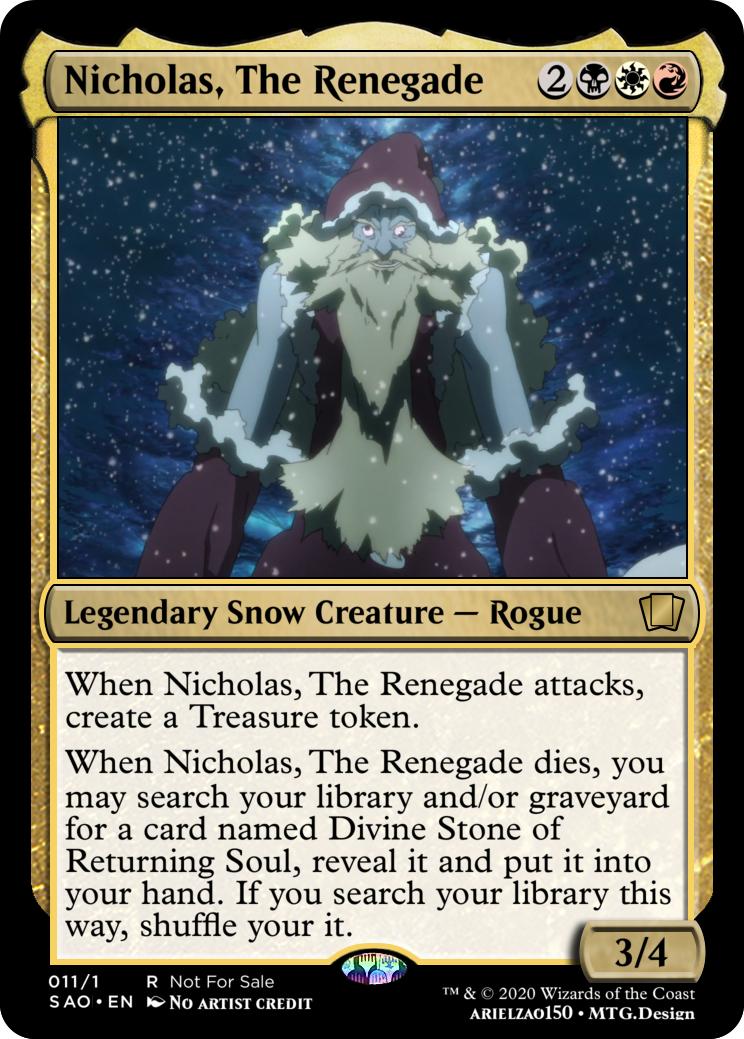 Nicholas, The Renegade 2
Legendary Snow Creature — Rogue
When Nicholas, The Renegade attacks,
create a Treasure token.
When Nicholas, The Renegade dies, you
may search your library and/or graveyard
for a card named Divine Stone of
Returning Soul, reveal it and put it into
your hand. If you search your library this
way, shuffle your it.
3/4
011/1 R Not For Sale
SAO • EN No artist credit
™ & © 2020 Wizards of the Coast
arielzao150 • MTG.Design